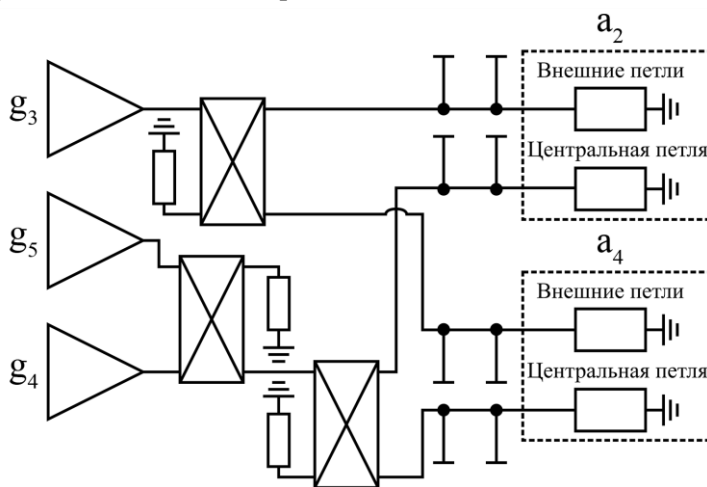 a2
Внешние петли
g3
Центральная петля
g5
a4
Внешние петли
g4
Центральная петля